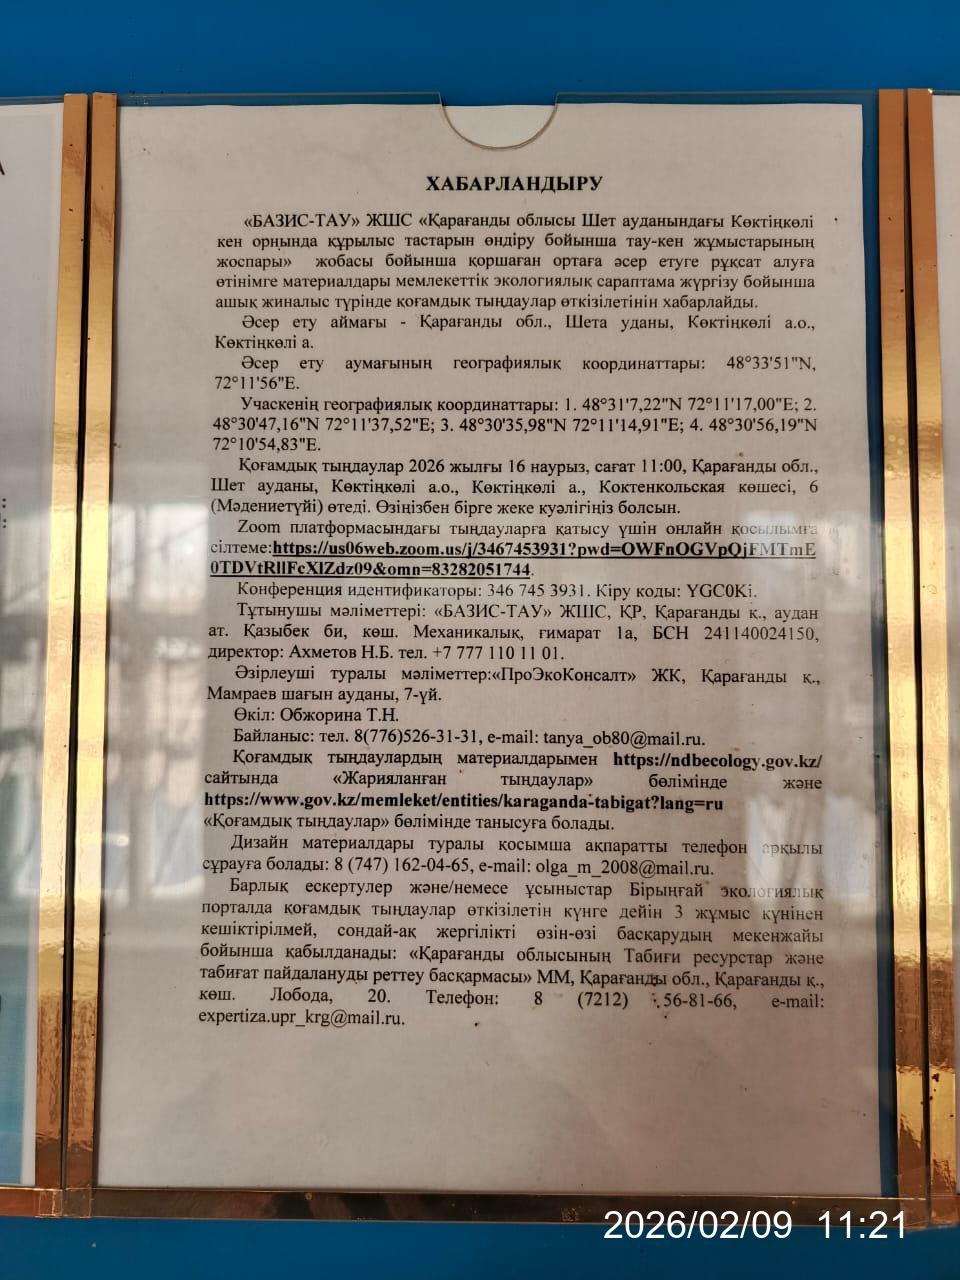 ХАБАРЛАНДЫРУ
«БАЗИС-ТАУ» ЖШС «Қарағанды облысы Шет ауданындағы Көктіңкөлі
кен орнында құрылыс тастарын өндіру бойынша тау-кен жұмыстарының
жоспары» жобасы бойынша қоршаған ортаға әсер етуге рұқсат алуға
өтінімге материалдары мемлекеттік экологиялық сараптама жүргізу бойынша
ашық жиналыс түрінде қоғамдық тыңдаулар өткізілетінін хабарлайды.
Әсер ету аймағы - Қарағанды обл., Шета уданы, Көктіңкөлі а.о.,
Көктіңкөлі а.
Әсер ету аумағының географиялық координаттары: 48°33'51"N,
72°11'56"E.
Учаскенің географиялық координаттары: 1. 48°31'7,22"N 72°11'17,00"E; 2.
48°30'47,16"N 72°11'37,52"E; 3. 48°30'35,98"N 72°11'14,91"E; 4. 48°30'56,19"N
72°10'54,83"E.
Қоғамдық тыңдаулар 2026 жылғы 16 наурыз, сағат 11:00, Қарағанды обл.,
Шет ауданы, Көктіңкөлі а.о., Көктіңкөлі а., Коктенкольская көшесі, 6
(Мәдениетүйі) өтеді. Өзіңізбен бірге жеке куәлігіңіз болсын.
Zoom платформасындағы тыңдауларға қатысу үшін онлайн қосылымға
сілтеме:https://us06web.zoom.us/j/3467453931?pwd=OWFnOGVpQjFMTmE
0TDVtRllFcXlZdz09&omn=83282051744.
Конференция идентификаторы: 346 745 3931. Кіру коды: YGC0Ki.
Тұтынушы мәліметтері: «БАЗИС-ТАУ» ЖШС, ҚР, Қарағанды қ., аудан
ат. Қазыбек би, көш. Механикалық, ғимарат 1а, БСН 241140024150,
директор: Ахметов Н.Б. тел. +7 777 110 11 01.
Әзірлеуші туралы мәліметтер:«ПроЭкоКонсалт» ЖК, Қарағанды қ.,
Мамраев шағын ауданы, 7-үй.
Өкіл: Обжорина Т.Н.
Байланыс: тел. 8(776)526-31-31, e-mail: tanya_ob80@mail.ru.
Қоғамдық тыңдаулардың материалдарымен https://ndbecology.gov.kz/
сайтында «Жарияланған тыңдаулар» бөлімінде және
https://www.gov.kz/memleket/entities/karaganda-tabigat?lang=ru
«Қоғамдық тыңдаулар» бөлімінде танысуға болады.
Дизайн материалдары туралы қосымша ақпаратты телефон арқылы
сұрауға болады: 8 (747) 162-04-65, e-mail: olga_m_2008@mail.ru.
Барлық ескертулер және/немесе ұсыныстар Бірыңғай экологиялық
порталда қоғамдық тыңдаулар өткізілетін күнге дейін 3 жұмыс күнінен
кешіктірілмей, сондай-ақ жергілікті өзін-өзі басқарудың мекенжайы
бойынша қабылданады: «Қарағанды облысының Табиғи ресурстар және
табиғат пайдалануды реттеу басқармасы» ММ, Қарағанды обл., Қарағанды қ.,
көш. Лобода, 20. Телефон: 8 (7212) 56-81-66, e-mail:
expertiza.upr_krg@mail.ru.
2026/02/09 11:21